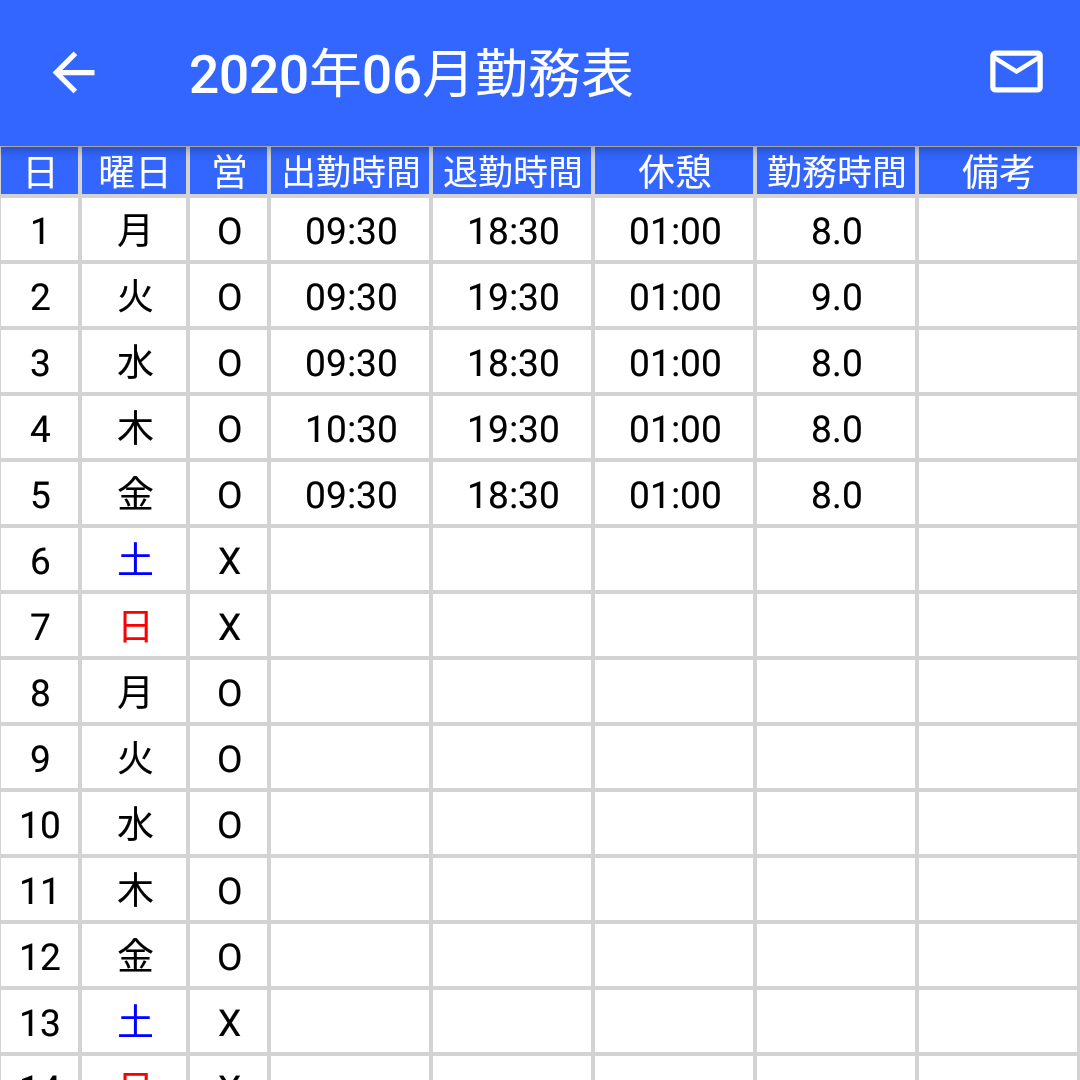 2020年06月勤務表
日 曜日 営 出勤時間 退勤時間 休憩 勤務時間 備考
1 月 O 09:30 18:30 01:00 8.0
2 火 O 09:30 19:30 01:00 9.0
3 水 O 09:30 18:30 01:00 8.0
4 木 O 10:30 19:30 01:00 8.0
5 金 O 09:30 18:30 01:00 8.0
6 土 X
7 日 X
8 月 O
9 火 O
10 水 O
11 木 O
12 金 O
13 土 X